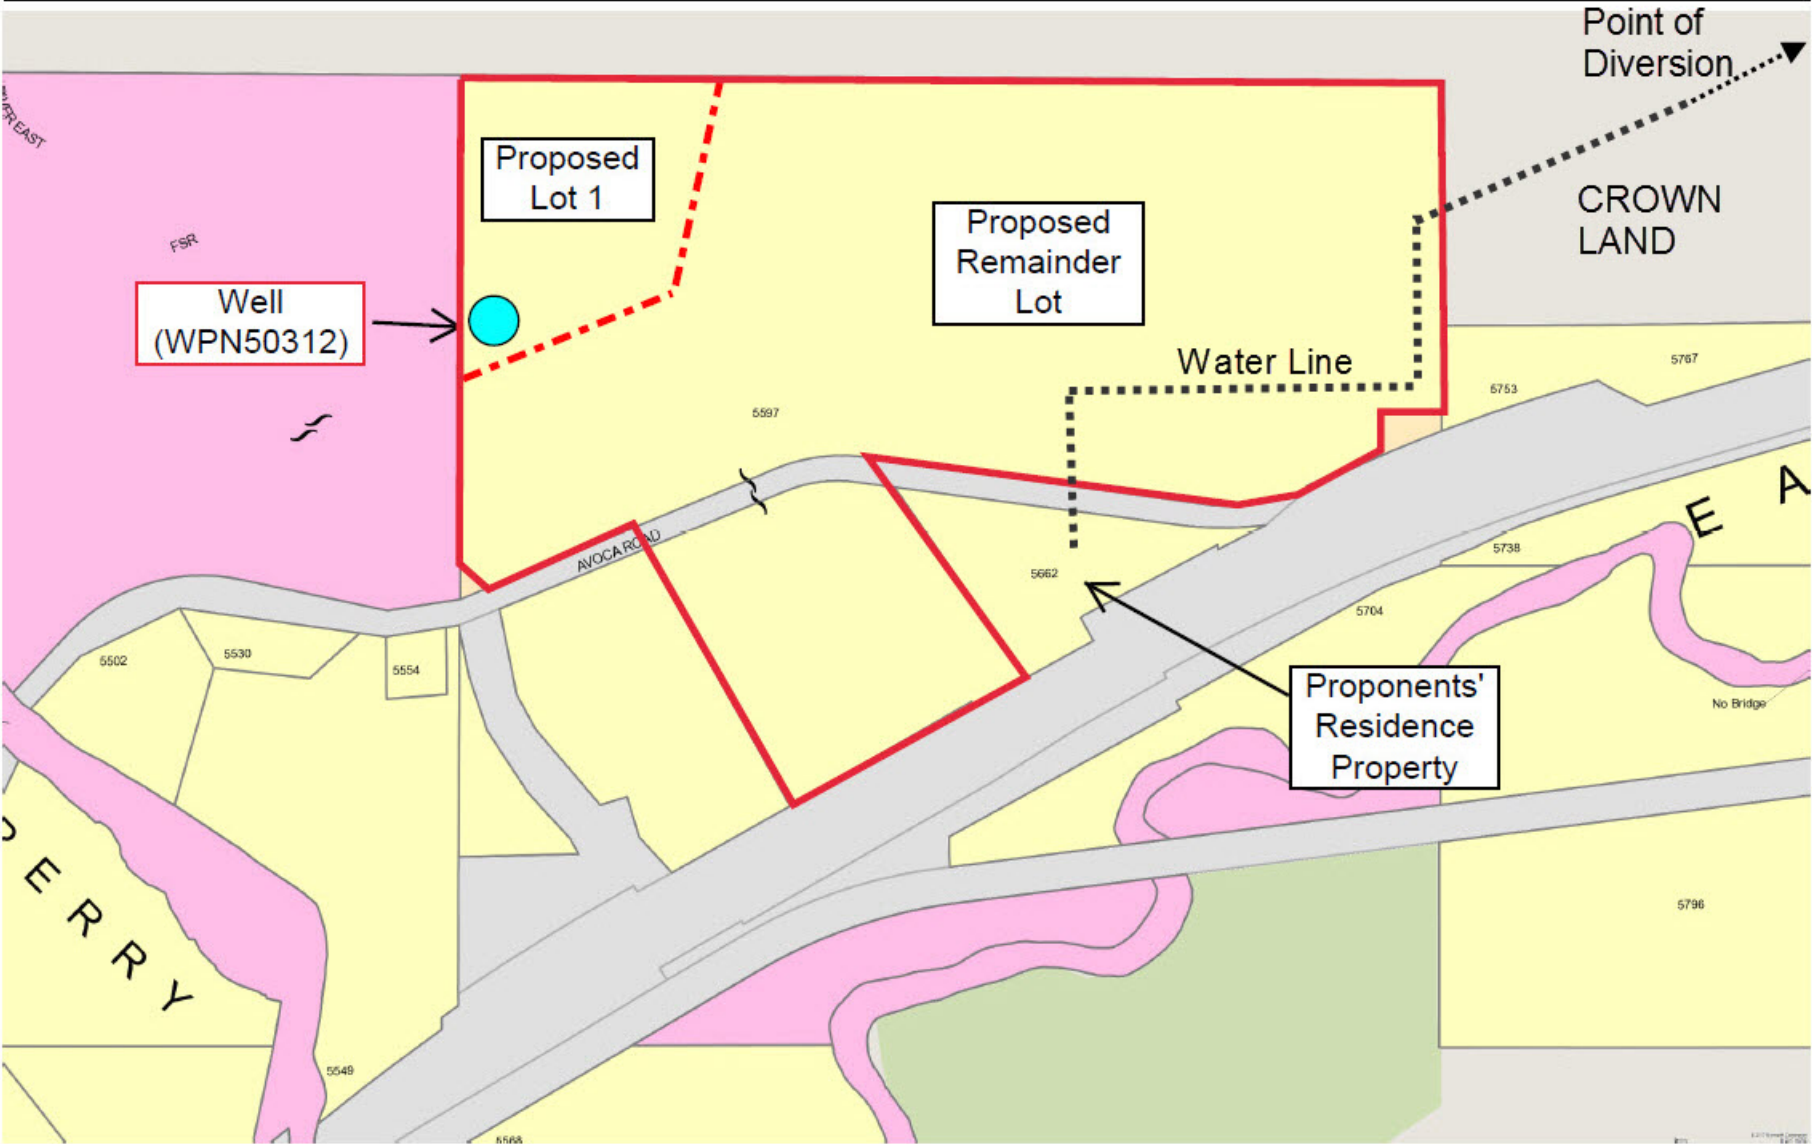 Point of
Diversion
Proposed
Lot 1
Proposed
Remainder
Lot
CROWN
LAND
FSR
Well
(WPN50312)
Water Line
5767
5753
5597
E A
AVOCA ROAD
5738
5662
5704
5502
5530
5554
Proponents'
Residence
Property
No Bridge
ERRY
5796
5549
5568